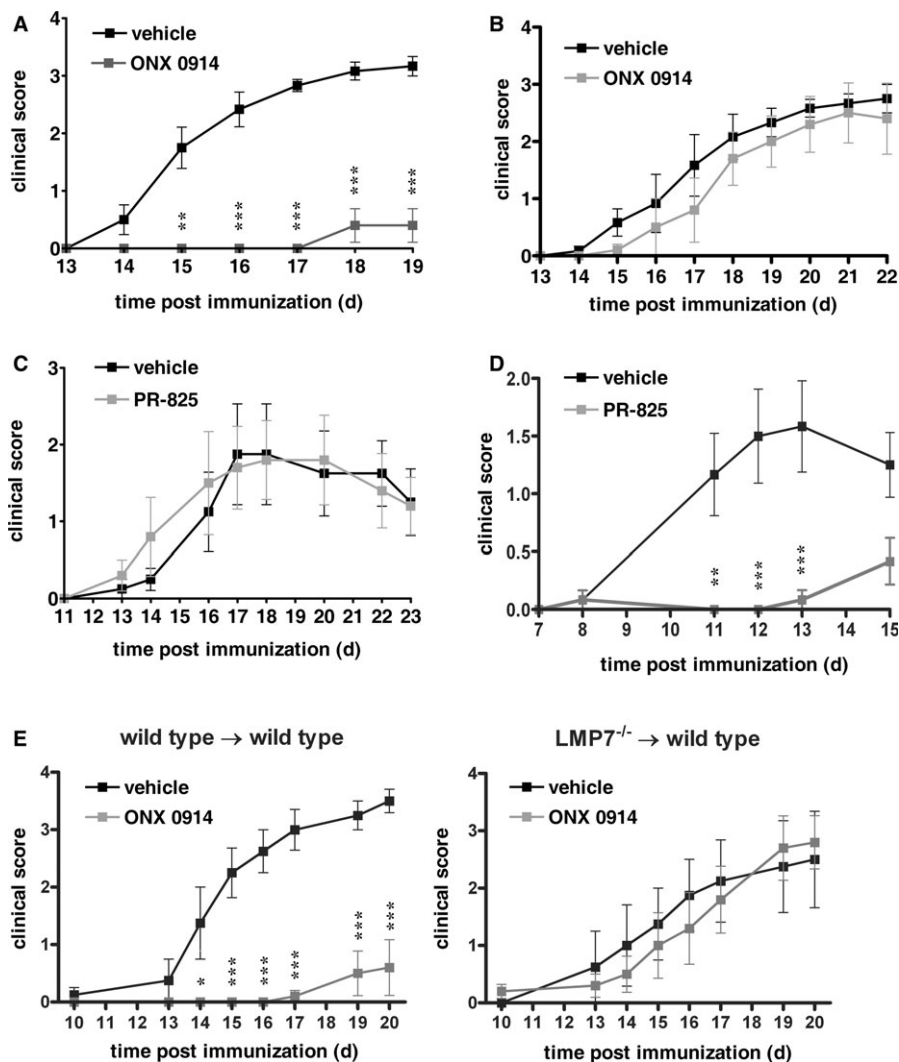 A
vehicle
ONX 0914
clinical score
4
3
2
1
0
**
***
***
***
***
13 14 15 16 17 18 19
time post immunization (d)
B
vehicle
ONX 0914
clinical score
4
3
2
1
0
13 14 15 16 17 18 19 20 21 22
time post immunization (d)
C
vehicle
PR-825
clinical score
3
2
1
0
11 12 13 14 15 16 17 18 19 20 21 22 23
time post immunization (d)
D
vehicle
PR-825
clinical score
2.0
1.5
1.0
0.5
0.0
**
***
***
7 8 9 10 11 12 13 14 15
time post immunization (d)
E
wild type → wild type
vehicle
ONX 0914
clinical score
4
3
2
1
0
*
***
***
***
***
***
10 11 12 13 14 15 16 17 18 19 20
time post immunization (d)
LMP7-/- → wild type
vehicle
ONX 0914
clinical score
4
3
2
1
0
10 11 12 13 14 15 16 17 18 19 20
time post immunization (d)